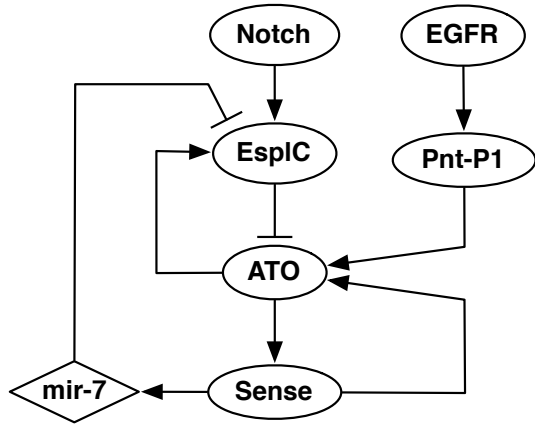 Notch
EGFR
EsplC
Pnt-P1
ATO
mir-7
Sense